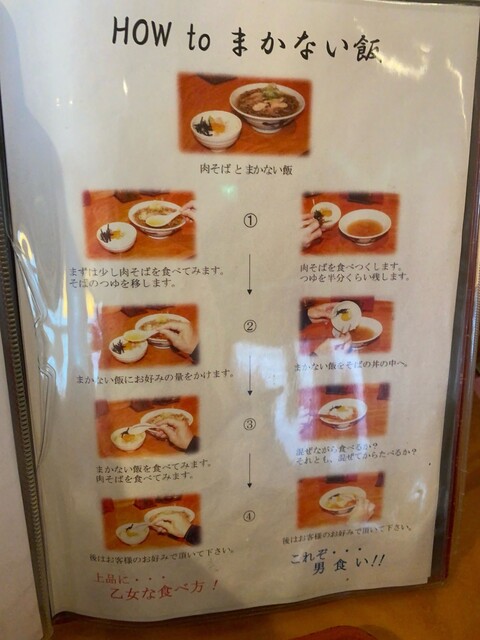 HOW to まかない飯
肉そばとまかない飯
①
まずは少し肉そばを食べてみます。
そばのつゆを移します。
肉そばを食べつくします。
つゆを半分くらい残します。
②
まかない飯にお好みの量をかけます。
まかない飯をそばの丼の中へ。
③
まかない飯を食べてみます。
肉そばを食べてみます。
混ぜながら食べるか?
それとも、混ぜてからたべるか?
④
後はお客様のお好みで頂いて下さい。
後はお客様のお好みで頂いて下さい。
上品に・・・
乙女な食べ方!
これぞ・・・
男食い!!